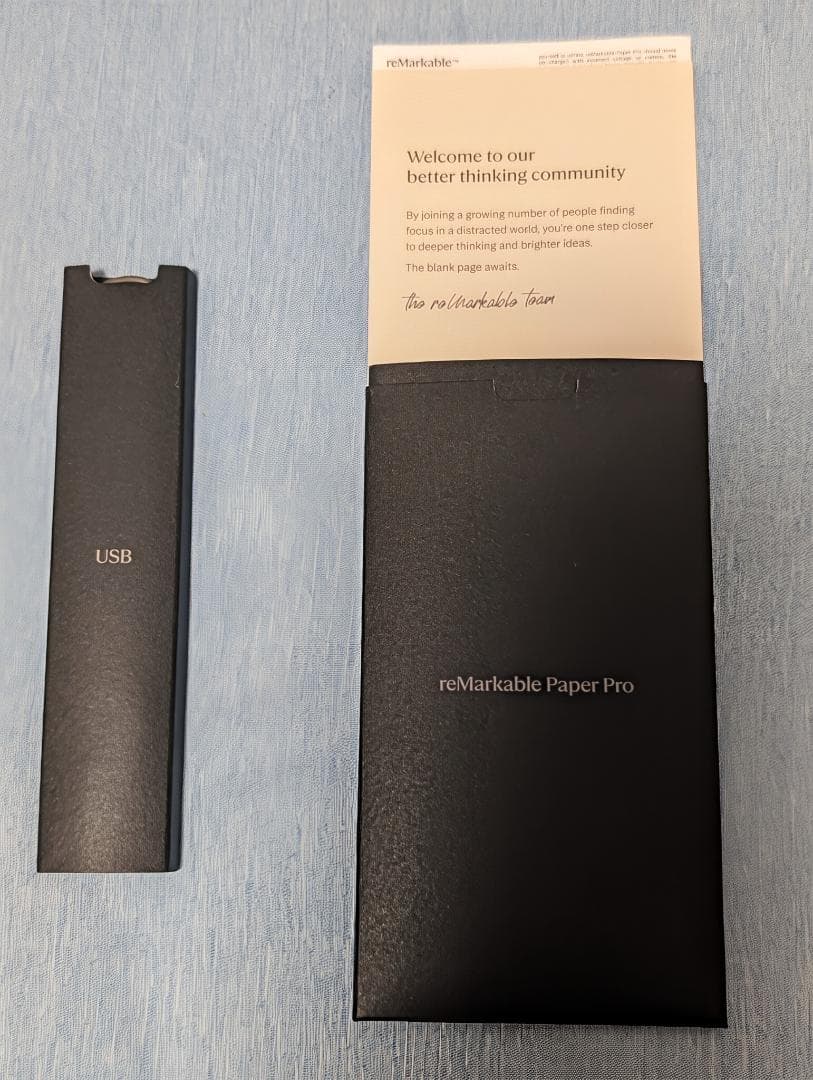 reMarkable™
Welcome to our
better thinking community
By joining a growing number of people finding
focus in a distracted world, you're one step closer
to deeper thinking and brighter ideas.
The blank page awaits.
the reMarkable team
USB
reMarkable Paper Pro